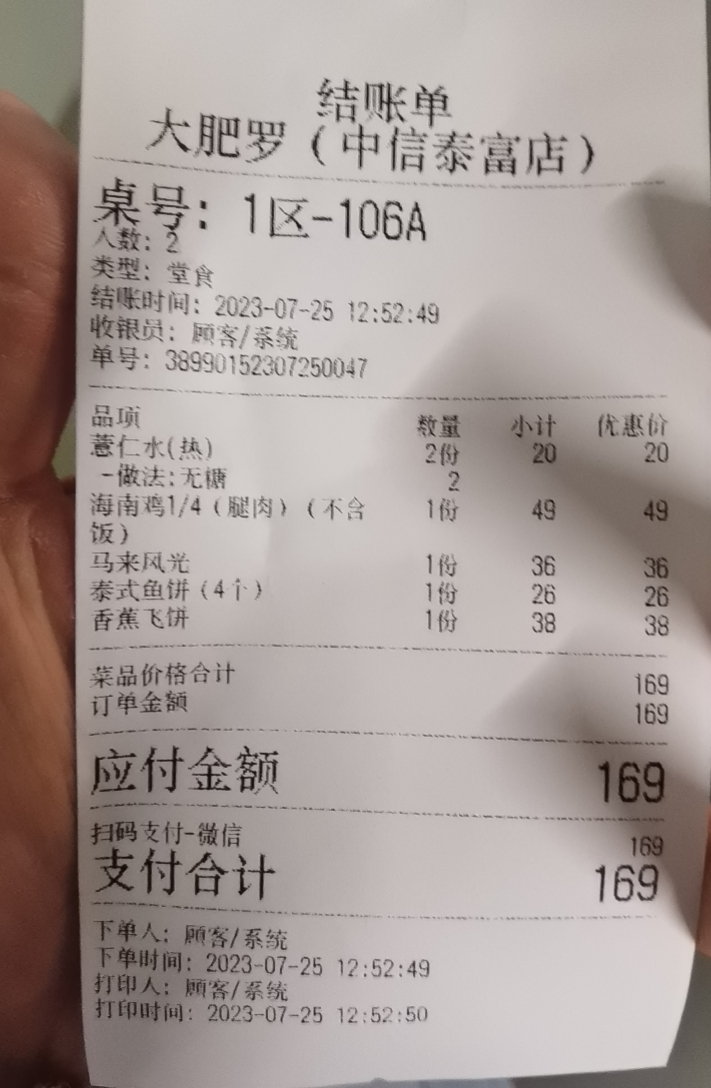 结账单
大肥罗（中信泰富店）
桌号: 1区-106A
人数: 2
类型: 堂食
结账时间: 2023-07-25 12:52:49
收银员: 顾客/系统
单号: 38990152307250047
品项 数量 小计 优惠价
薏仁水(热) 2份 20 20
-做法:无糖 2
海南鸡1/4（腿肉）（不含 1份 49 49
饭）
马来风光 1份 36 36
泰式鱼饼（4个） 1份 26 26
香蕉飞饼 1份 38 38
菜品价格合计 169
订单金额 169
应付金额 169
扫码支付-微信 169
支付合计 169
下单人: 顾客/系统
下单时间: 2023-07-25 12:52:49
打印人: 顾客/系统
打印时间: 2023-07-25 12:52:50